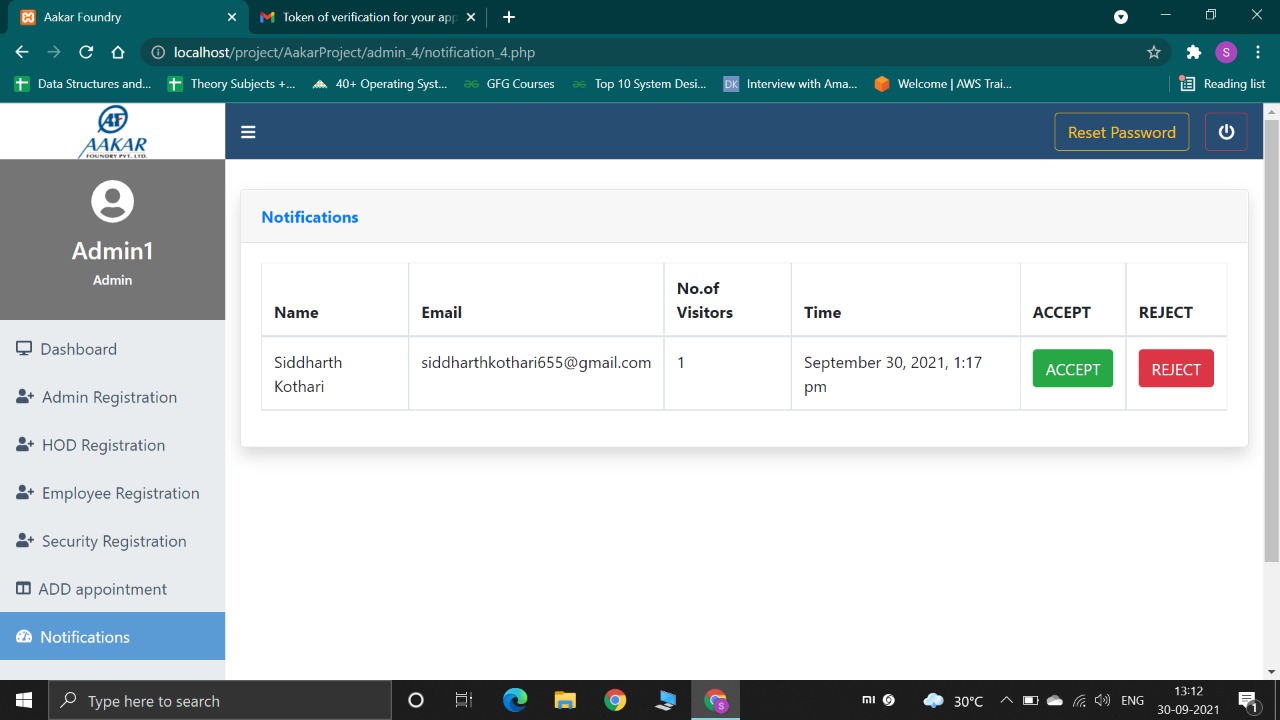 Aakar Foundry
Token of verification for your app
localhost/project/AakarProject/admin_4/notification_4.php
S
Data Structures and...
Theory Subjects +...
40+ Operating Syst...
GFG Courses
Top 10 System Desi...
DK
Interview with Ama...
Welcome | AWS Trai...
Reading list
AF
AAKAR
FOUNDRY PVT. LTD.
Reset Password
Admin1
Admin
Dashboard
Admin Registration
HOD Registration
Employee Registration
Security Registration
ADD appointment
Notifications
Notifications
Name Email No.of Visitors Time ACCEPT REJECT
Siddharth siddharthkothari655@gmail.com 1 September 30, 2021, 1:17 ACCEPT REJECT
Kothari pm
Type here to search
S
mi
30°C
ENG
13:12
30-09-2021
1